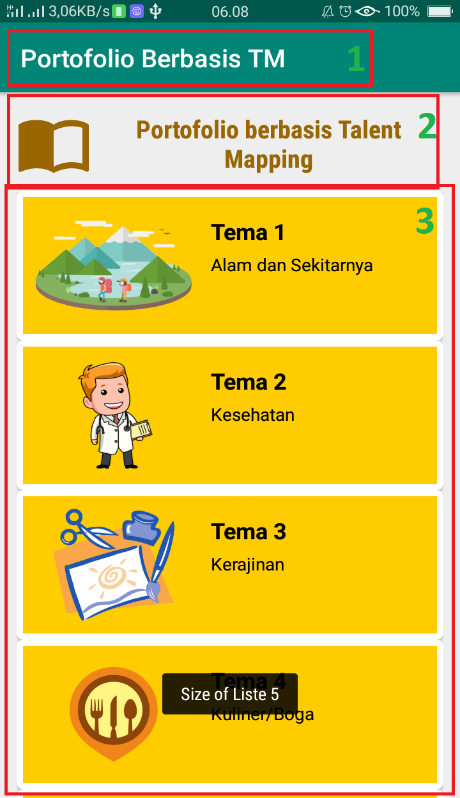 3,06KB/s 06.08 100%
Portofolio Berbasis TM 1
Portofolio berbasis Talent 2
Mapping
3
Tema 1
Alam dan Sekitarnya
Tema 2
Kesehatan
Tema 3
Kerajinan
Tema 4
Size of Liste 5
Kuliner/Boga